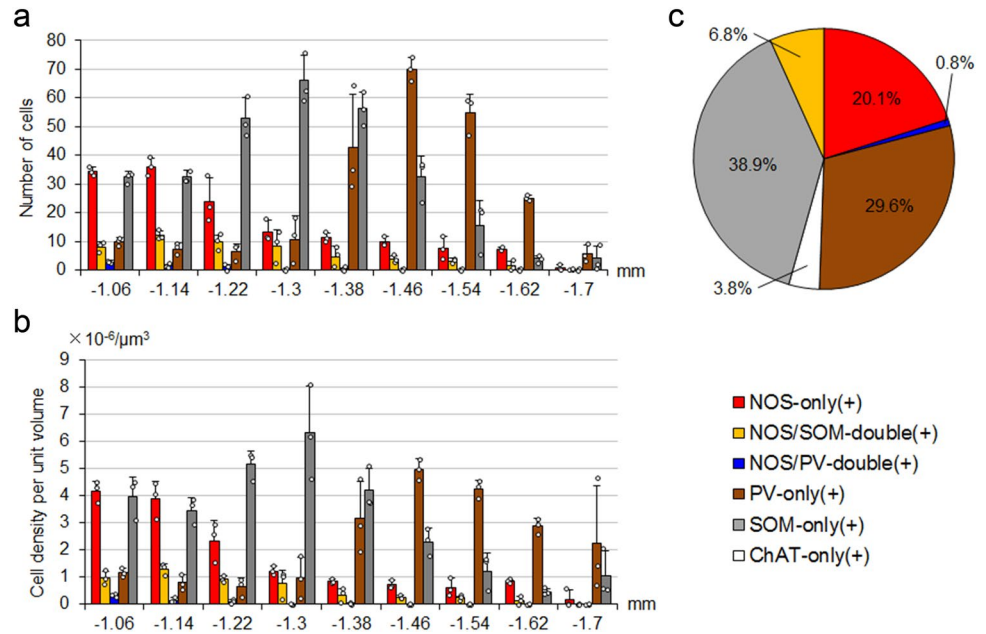 a
Number of cells
80
70
60
50
40
30
20
10
0
-1.06 -1.14 -1.22 -1.3 -1.38 -1.46 -1.54 -1.62 -1.7 mm
b
×10-6/μm3
Cell density per unit volume
9
8
7
6
5
4
3
2
1
0
-1.06 -1.14 -1.22 -1.3 -1.38 -1.46 -1.54 -1.62 -1.7 mm
c
6.8%
0.8%
20.1%
38.9%
29.6%
3.8%
NOS-only(+)
NOS/SOM-double(+)
NOS/PV-double(+)
PV-only(+)
SOM-only(+)
ChAT-only(+)